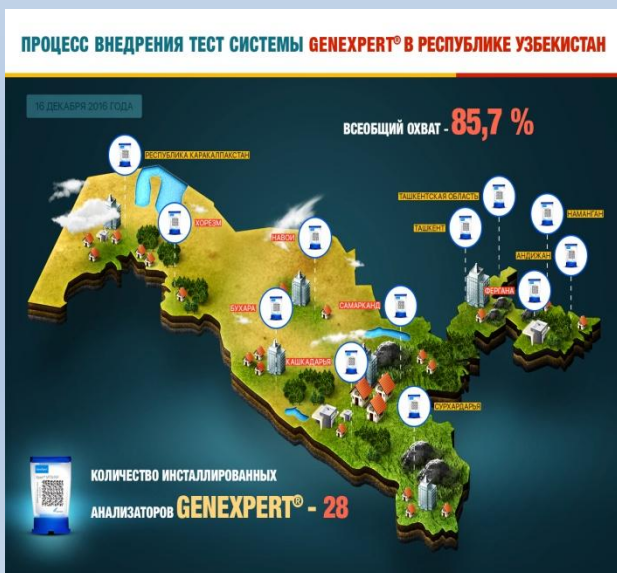 ПРОЦЕСС ВНЕДРЕНИЯ ТЕСТ СИСТЕМЫ GENEXPERT® В РЕСПУБЛИКЕ УЗБЕКИСТАН
16 ДЕКАБРЯ 2016 ГОДА
ВСЕОБЩИЙ ОХВАТ - 85,7 %
РЕСПУБЛИКА КАРАКАЛПАКСТАН
ХОРЕЗМ
НАВОИ
ТАШКЕНТСКАЯ ОБЛАСТЬ
ТАШКЕНТ
НАМАНГАН
АНДИЖАН
ФЕРГАНА
БУХАРА
САМАРКАНД
КАШКАДАРЬЯ
СУРХАРДАРЬЯ
КОЛИЧЕСТВО ИНСТАЛЛИРОВАННЫХ
АНАЛИЗАТОРОВ GENEXPERT® - 28